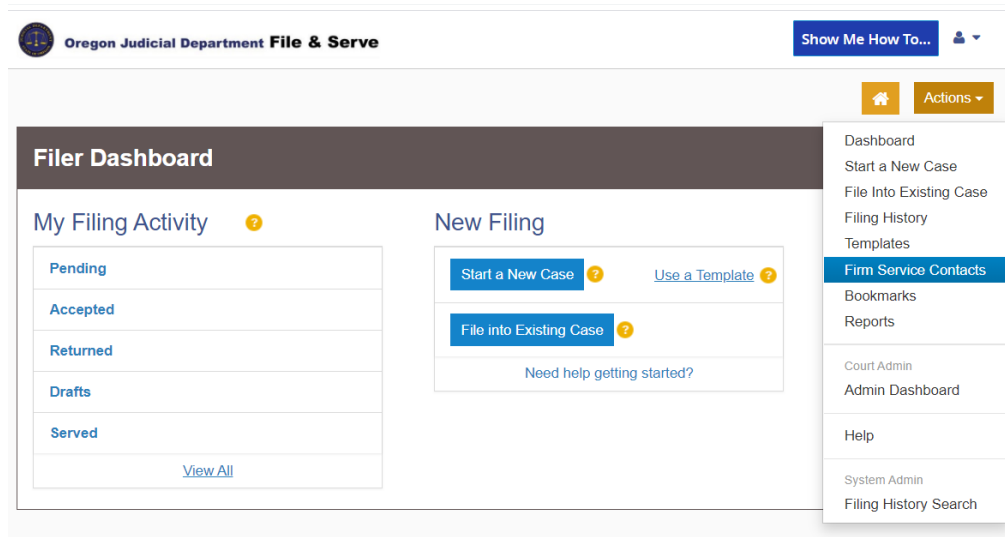 Oregon Judicial Department File & Serve
Show Me How To...
Actions
Filer Dashboard
My Filing Activity ?
Pending
Accepted
Returned
Drafts
Served
View All
New Filing
Start a New Case ? Use a Template ?
File into Existing Case ?
Need help getting started?
Dashboard
Start a New Case
File Into Existing Case
Filing History
Templates
Firm Service Contacts
Bookmarks
Reports
Court Admin
Admin Dashboard
Help
System Admin
Filing History Search